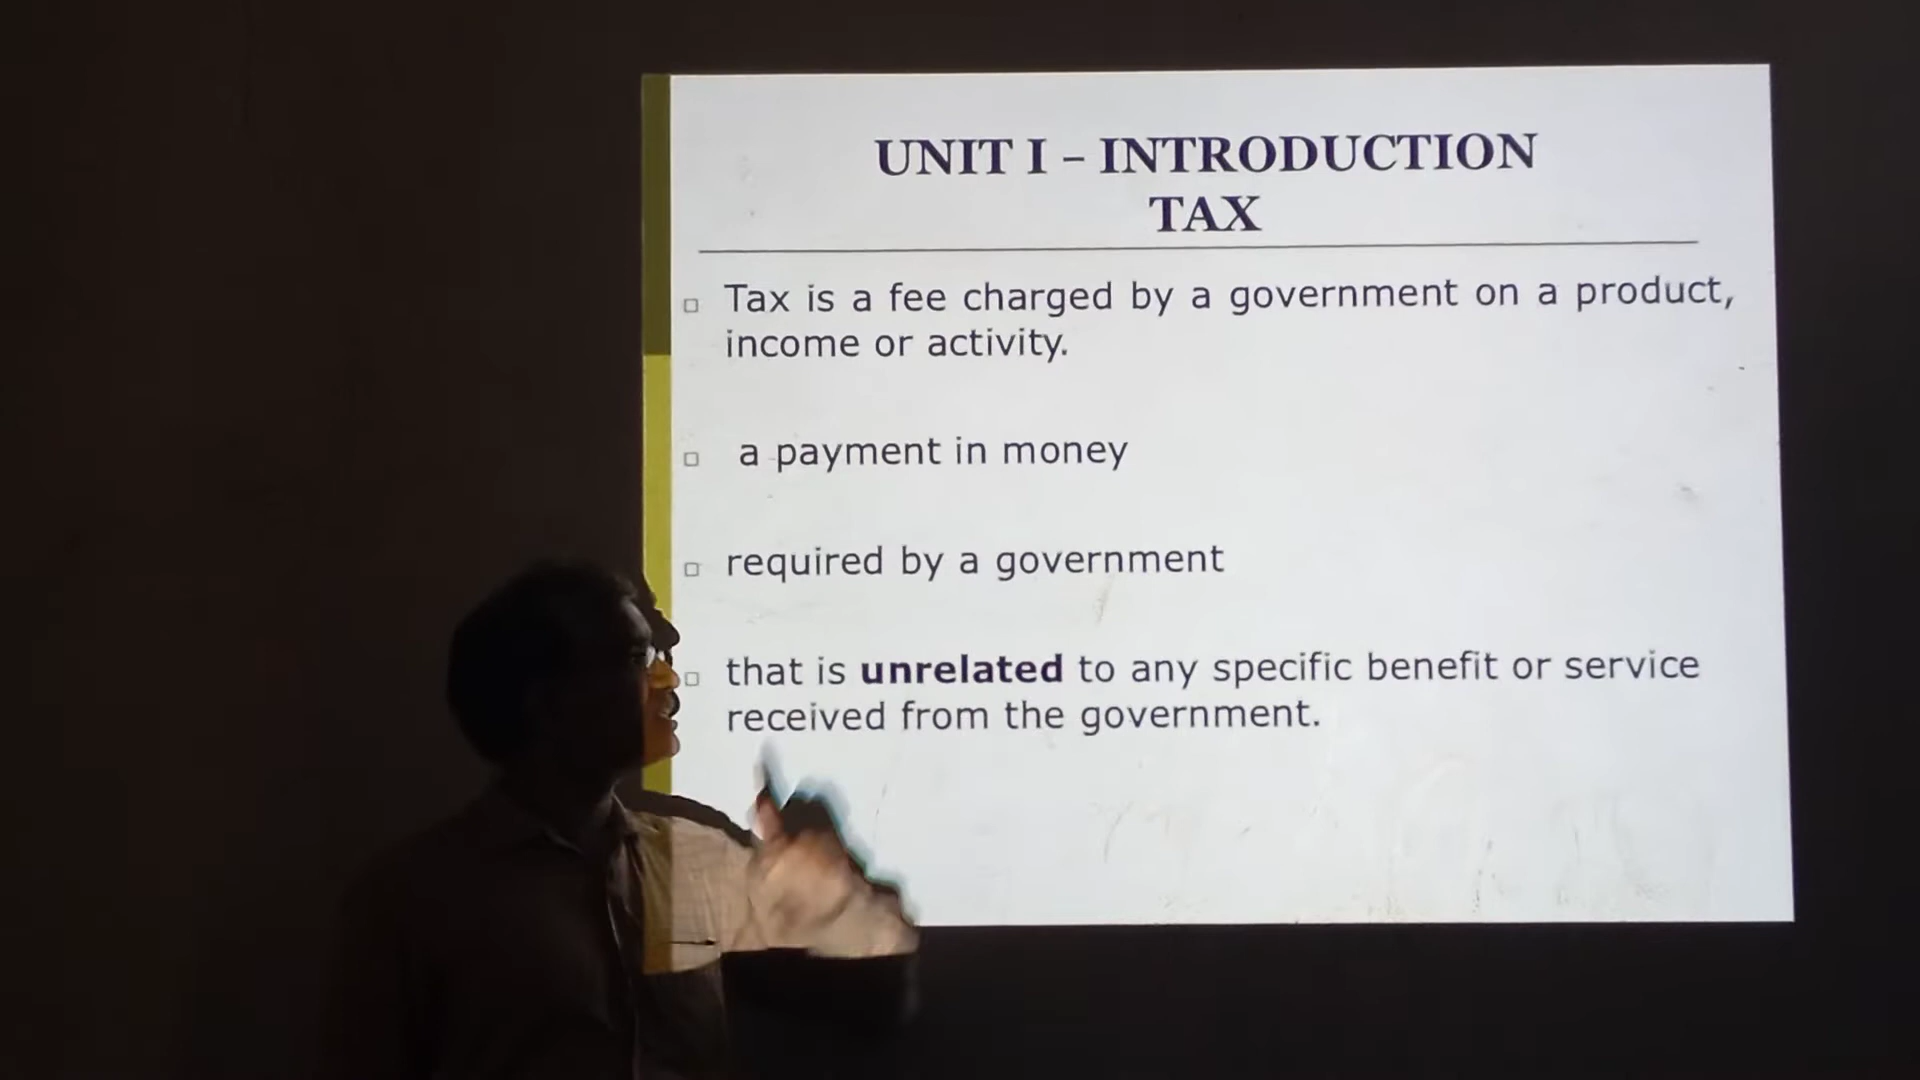 UNIT I – INTRODUCTION
TAX
Tax is a fee charged by a government on a product,
income or activity.
a payment in money
required by a government
that is unrelated to any specific benefit or service
received from the government.